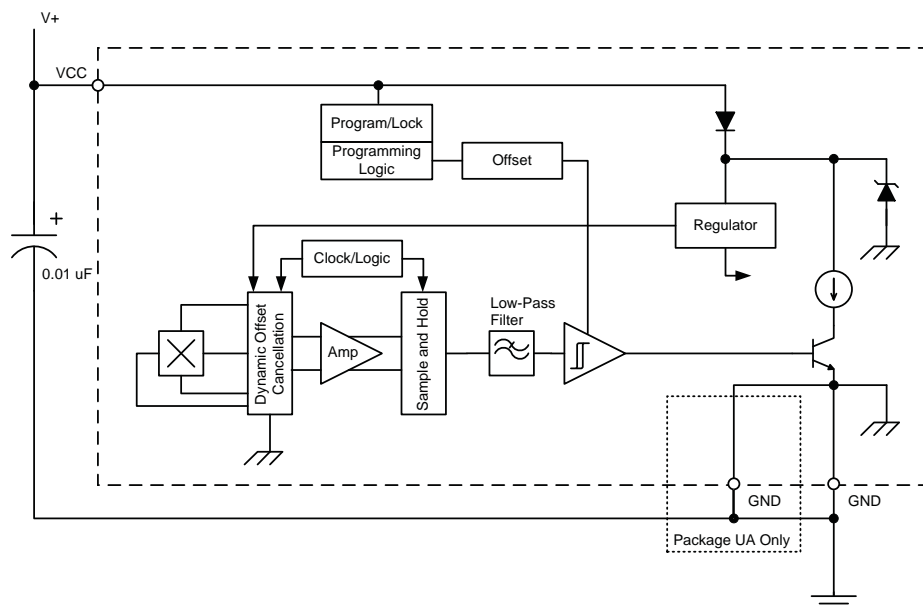 V+
VCC
Program/Lock
Programming
Logic
Offset
Regulator
+
0.01 uF
Clock/Logic
Low-Pass
Filter
Dynamic Offset
Cancellation
Amp
Sample and Hold
GND
GND
Package UA Only